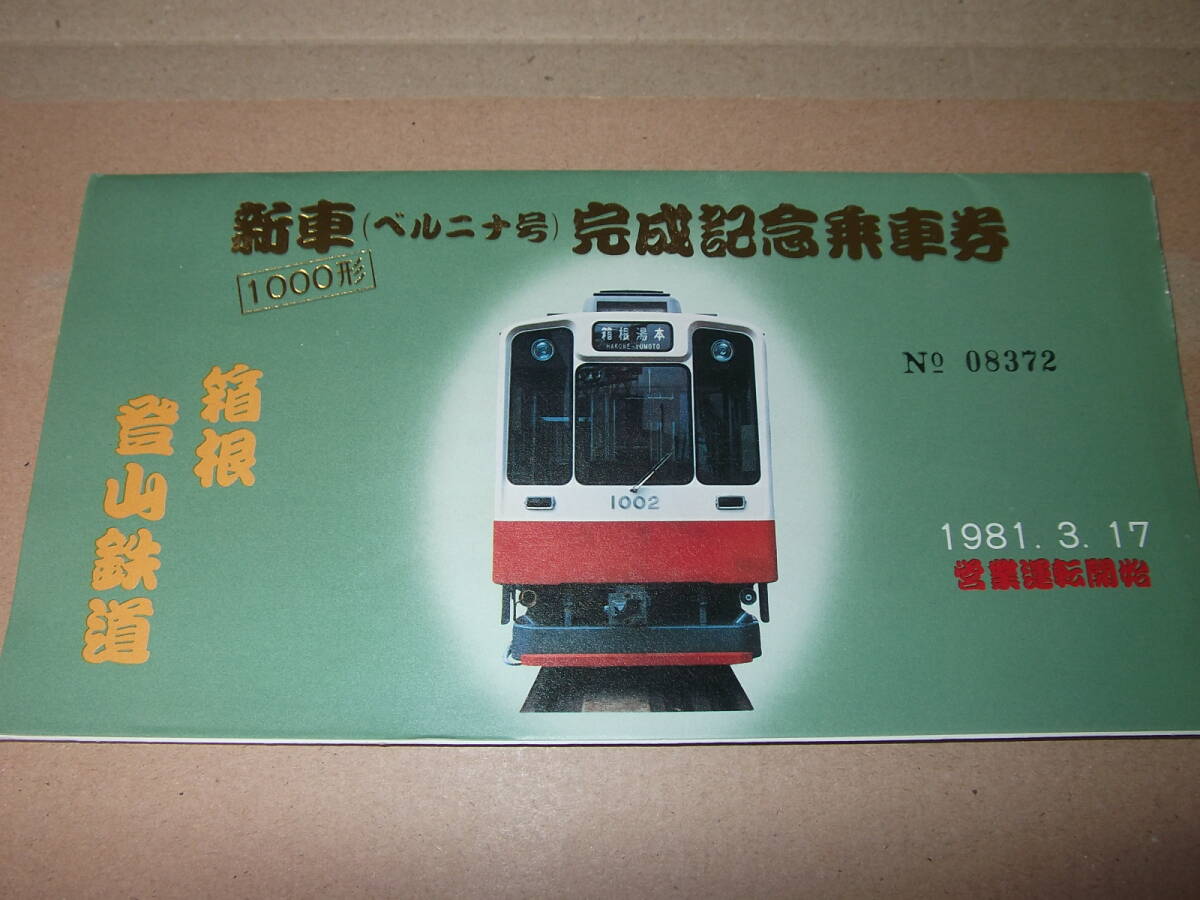 新車(ベルニナ号)完成記念乗車券
1000形
箱根
登山鉄道
箱根湯本
HAKONE-YUMOTO
1002
No 08372
1981.3.17
営業運転開始